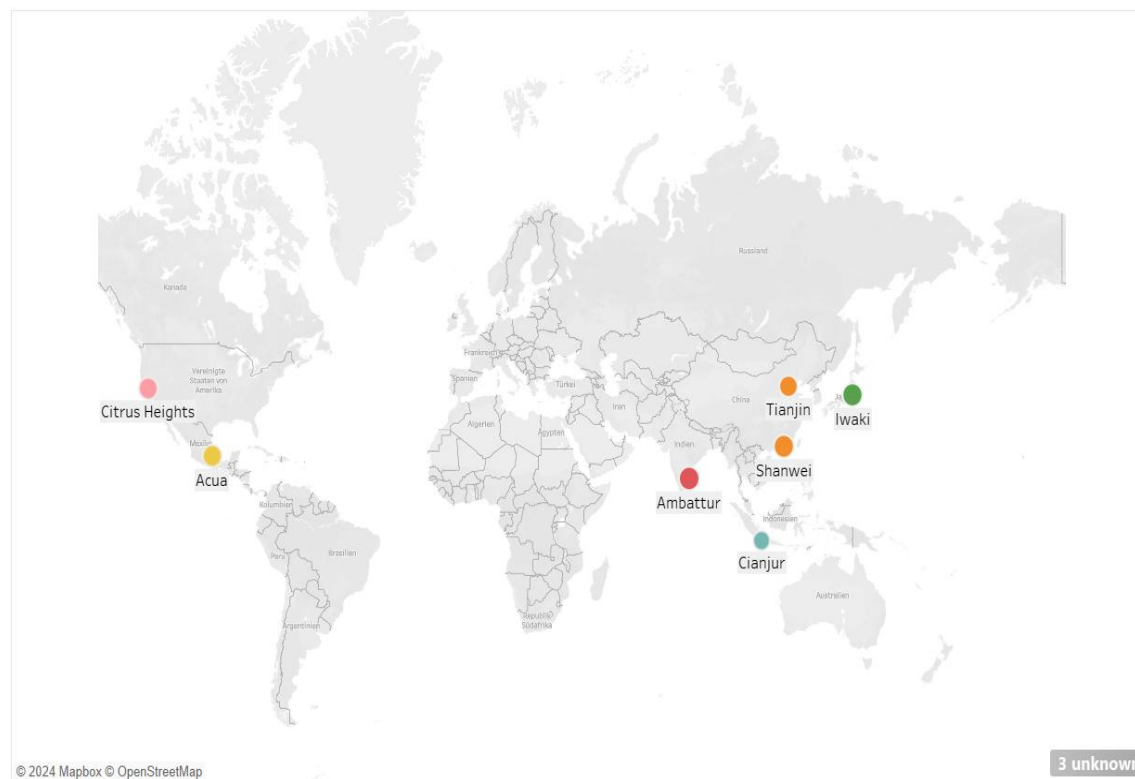 Russland
Kanada
Frankreich
Vereinigte
Staaten von
Amerika
Spanien
Türkei
China
Iran
Tianjin
Iwaki
Citrus Heights
Algerien
Ägypten
Indien
Shanwei
Acua
Ambattur
Kolumbien
Indonesien
Cianjur
Peru
Brasilien
Australien
Republik
Südafrika
Argentinien
© 2024 Mapbox © OpenStreetMap
3 unknown